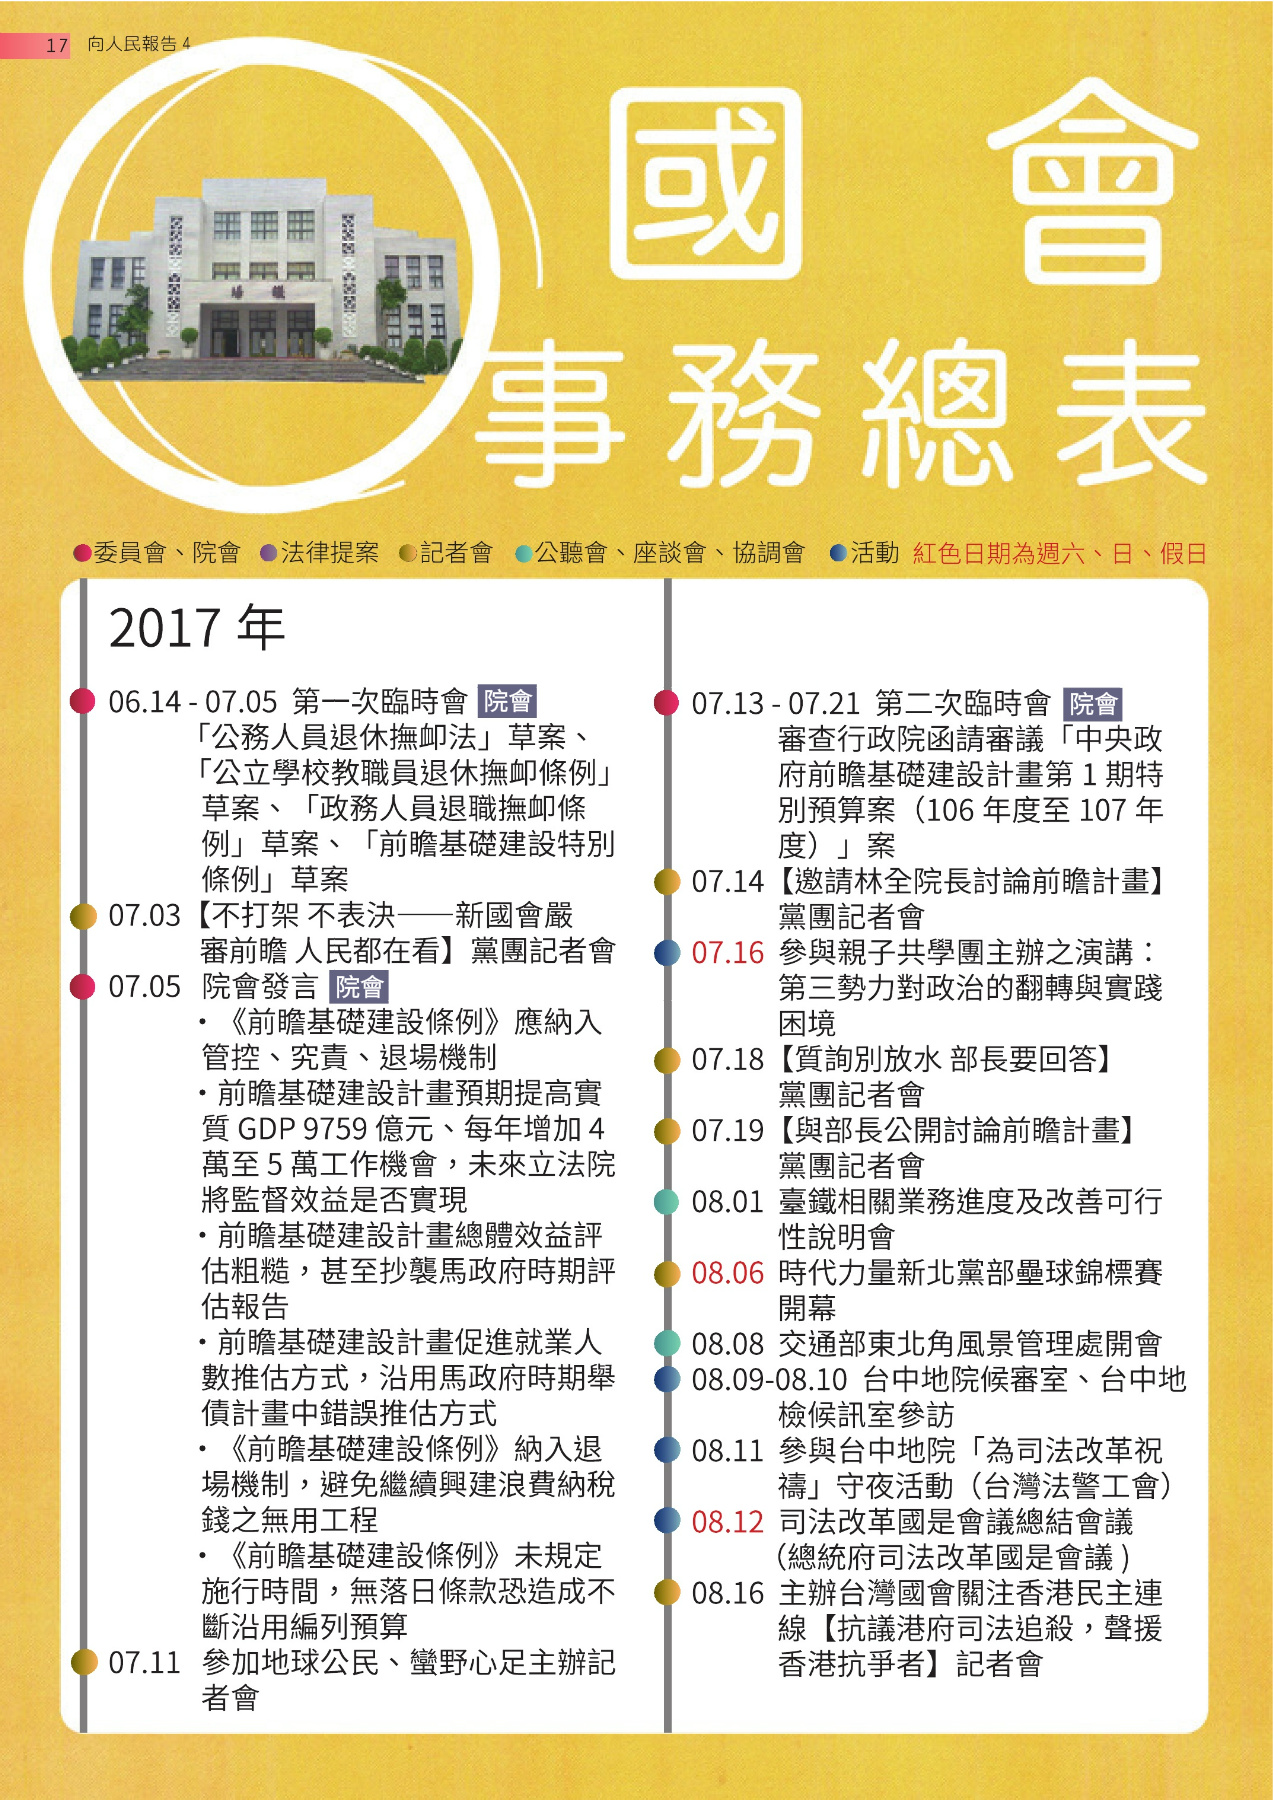 17 向人民報告 4
國會
事務總表
委員會、院會 法律提案 記者會 公聽會、座談會、協調會 活動 紅色日期為週六、日、假日
2017 年
06.14 - 07.05 第一次臨時會 院會
「公務人員退休撫卹法」草案、
「公立學校教職員退休撫卹條例」
草案、「政務人員退職撫卹條
例」草案、「前瞻基礎建設特別
條例」草案
07.03【不打架 不表決——新國會嚴
審前瞻 人民都在看】黨團記者會
07.05 院會發言 院會
・《前瞻基礎建設條例》應納入
管控、究責、退場機制
・前瞻基礎建設計畫預期提高實
質 GDP 9759 億元、每年增加 4
萬至 5 萬工作機會，未來立法院
將監督效益是否實現
・前瞻基礎建設計畫總體效益評
估粗糙，甚至抄襲馬政府時期評
估報告
・前瞻基礎建設計畫促進就業人
數推估方式，沿用馬政府時期舉
債計畫中錯誤推估方式
・《前瞻基礎建設條例》納入退
場機制，避免繼續興建浪費納稅
錢之無用工程
・《前瞻基礎建設條例》未規定
施行時間，無落日條款恐造成不
斷沿用編列預算
07.11 參加地球公民、蠻野心足主辦記
者會
07.13 - 07.21 第二次臨時會 院會
審查行政院函請審議「中央政
府前瞻基礎建設計畫第 1 期特
別預算案（106 年度至 107 年
度）」案
07.14【邀請林全院長討論前瞻計畫】
黨團記者會
07.16 參與親子共學團主辦之演講：
第三勢力對政治的翻轉與實踐
困境
07.18【質詢別放水 部長要回答】
黨團記者會
07.19【與部長公開討論前瞻計畫】
黨團記者會
08.01 臺鐵相關業務進度及改善可行
性說明會
08.06 時代力量新北黨部壘球錦標賽
開幕
08.08 交通部東北角風景管理處開會
08.09-08.10 台中地院候審室、台中地
檢候訊室參訪
08.11 參與台中地院「為司法改革祝
禱」守夜活動（台灣法警工會）
08.12 司法改革國是會議總結會議
(總統府司法改革國是會議 )
08.16 主辦台灣國會關注香港民主連
線【抗議港府司法追殺，聲援
香港抗爭者】記者會